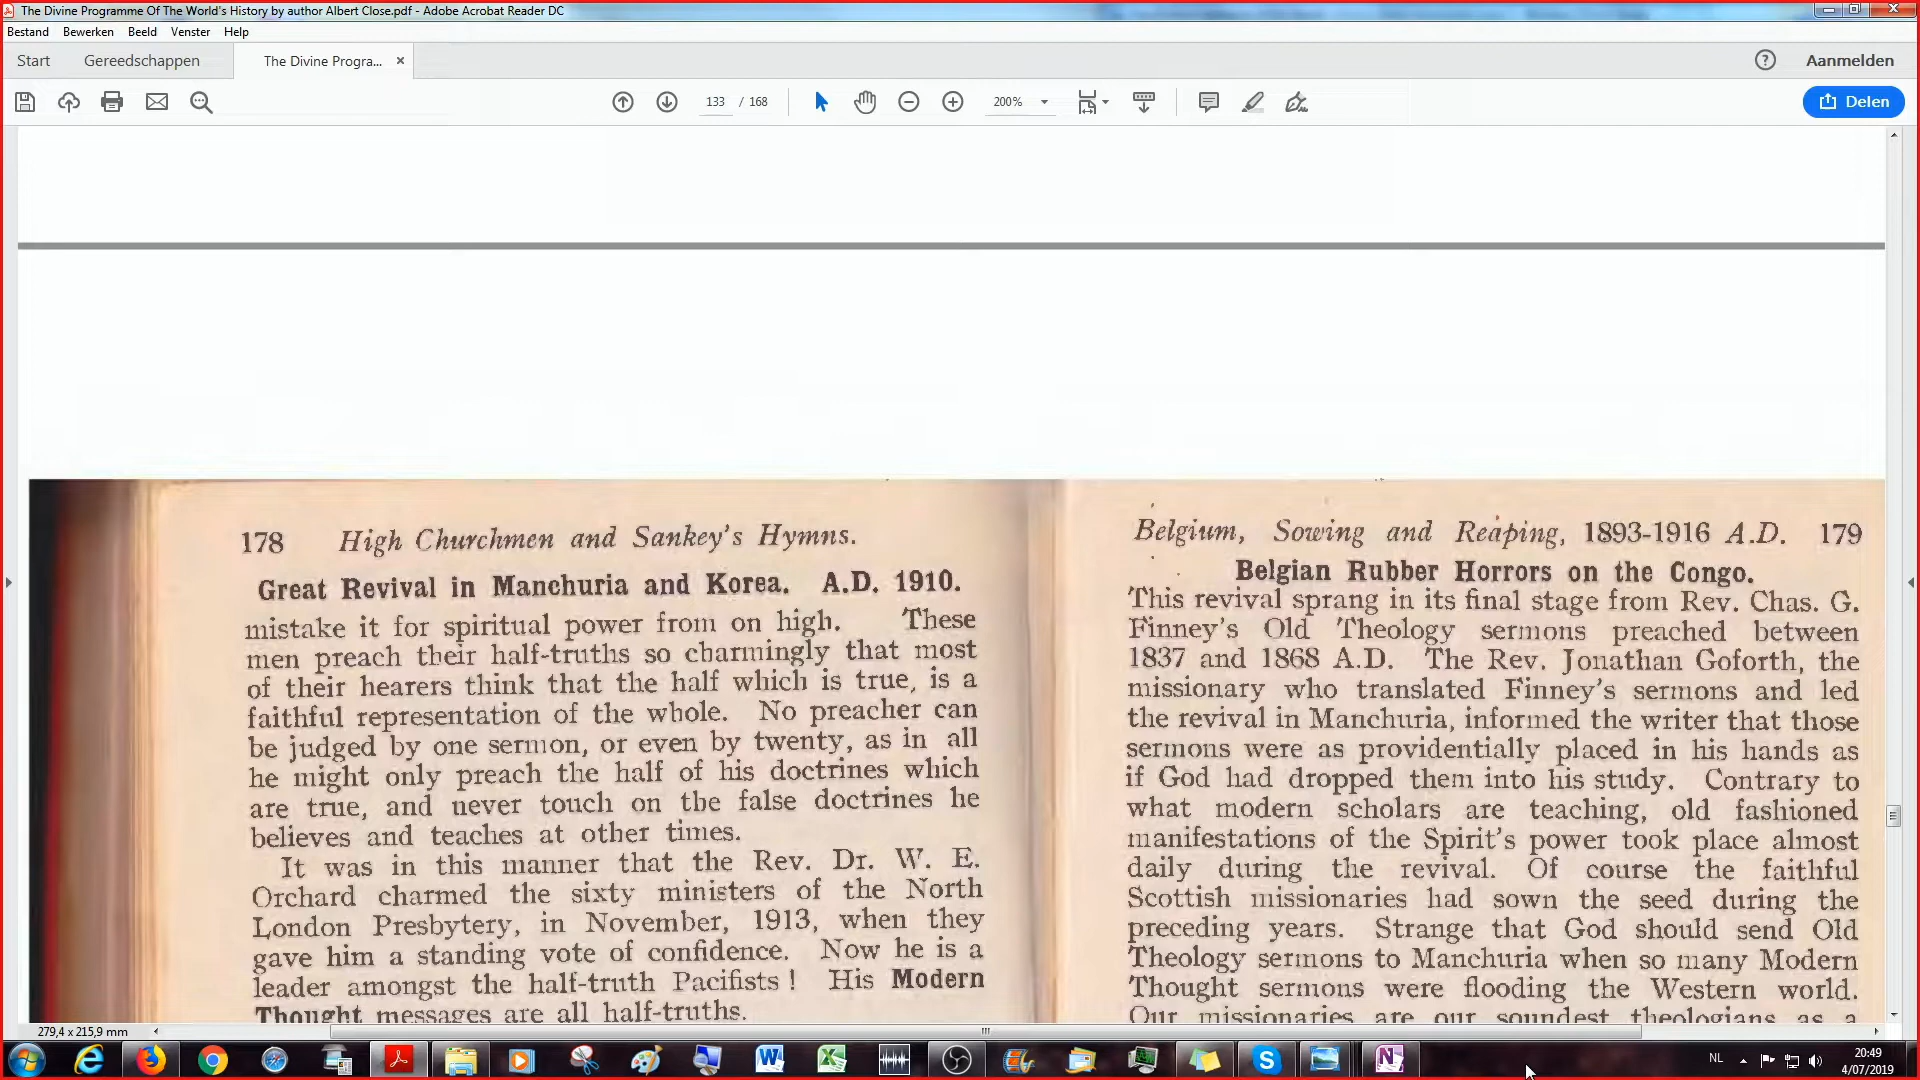 The Divine Programme Of The World's History by author Albert Close.pdf - Adobe Acrobat Reader DC
Bestand Bewerken Beeld Venster Help
Start Gereedschappen The Divine Progra... Aanmelden
133 / 168 200% Delen
178 High Churchmen and Sankey's Hymns.
Great Revival in Manchuria and Korea. A.D. 1910.
mistake it for spiritual power from on high. These
men preach their half-truths so charmingly that most
of their hearers think that the half which is true, is a
faithful representation of the whole. No preacher can
be judged by one sermon, or even by twenty, as in all
he might only preach the half of his doctrines which
are true, and never touch on the false doctrines he
believes and teaches at other times.
It was in this manner that the Rev. Dr. W. E.
Orchard charmed the sixty ministers of the North
London Presbytery, in November, 1913, when they
gave him a standing vote of confidence. Now he is a
leader amongst the half-truth Pacifists! His Modern
Thought messages are all half-truths.
Belgium, Sowing and Reaping, 1893-1916 A.D. 179
Belgian Rubber Horrors on the Congo.
This revival sprang in its final stage from Rev. Chas. G.
Finney's Old Theology sermons preached between
1837 and 1868 A.D. The Rev. Jonathan Goforth, the
missionary who translated Finney's sermons and led
the revival in Manchuria, informed the writer that those
sermons were as providentially placed in his hands as
if God had dropped them into his study. Contrary to
what modern scholars are teaching, old fashioned
manifestations of the Spirit's power took place almost
daily during the revival. Of course the faithful
Scottish missionaries had sown the seed during the
preceding years. Strange that God should send Old
Theology sermons to Manchuria when so many Modern
Thought sermons were flooding the Western world.
Our missionaries are our soundest theologians as a
279,4 x 215,9 mm
NL
20:49
4/07/2019